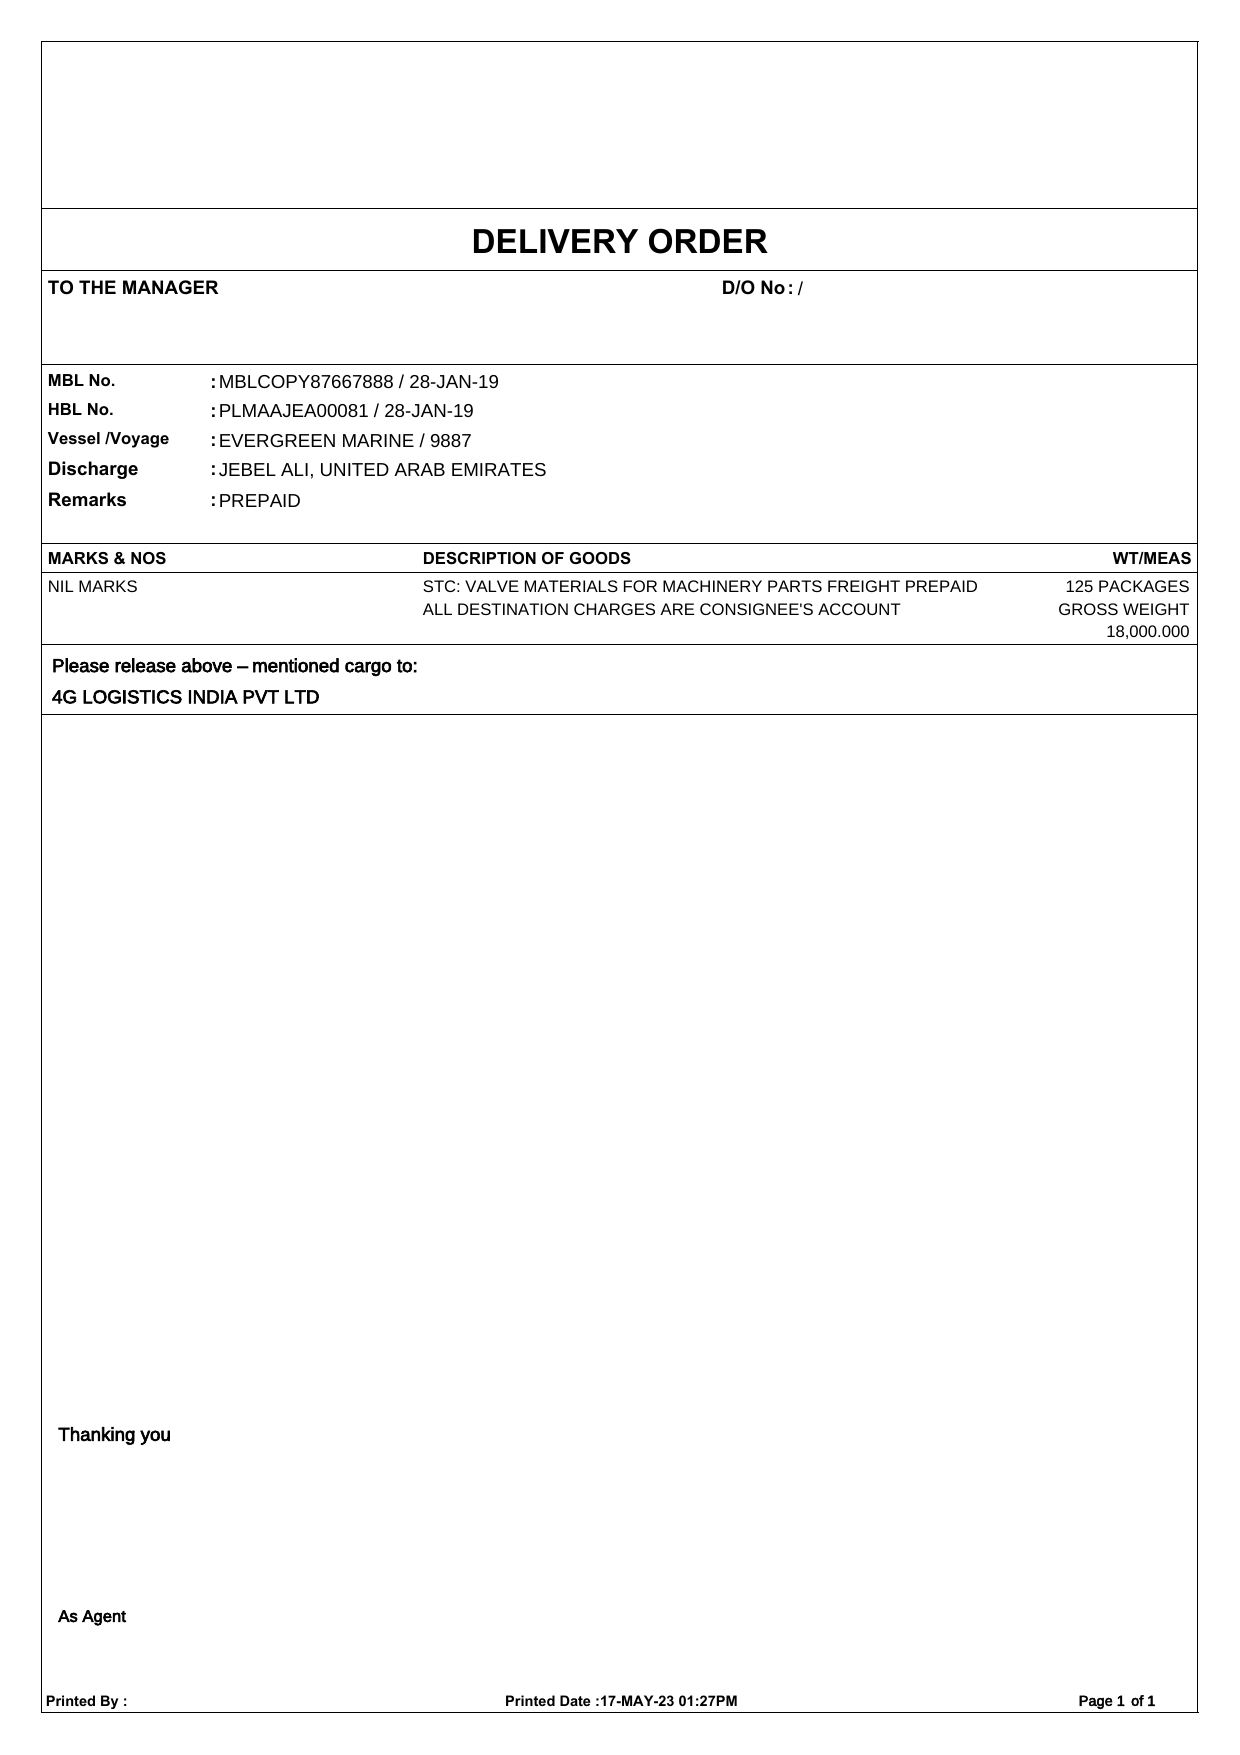 DELIVERY ORDER
TO THE MANAGER D/O No : /
MBL No. : MBLCOPY87667888 / 28-JAN-19
HBL No. : PLMAAJEA00081 / 28-JAN-19
Vessel /Voyage : EVERGREEN MARINE / 9887
Discharge : JEBEL ALI, UNITED ARAB EMIRATES
Remarks : PREPAID
MARKS & NOS DESCRIPTION OF GOODS WT/MEAS
NIL MARKS STC: VALVE MATERIALS FOR MACHINERY PARTS FREIGHT PREPAID 125 PACKAGES
ALL DESTINATION CHARGES ARE CONSIGNEE'S ACCOUNT GROSS WEIGHT
18,000.000
Please release above – mentioned cargo to:
4G LOGISTICS INDIA PVT LTD
Thanking you
As Agent
Printed By : Printed Date :17-MAY-23 01:27PM Page 1 of 1